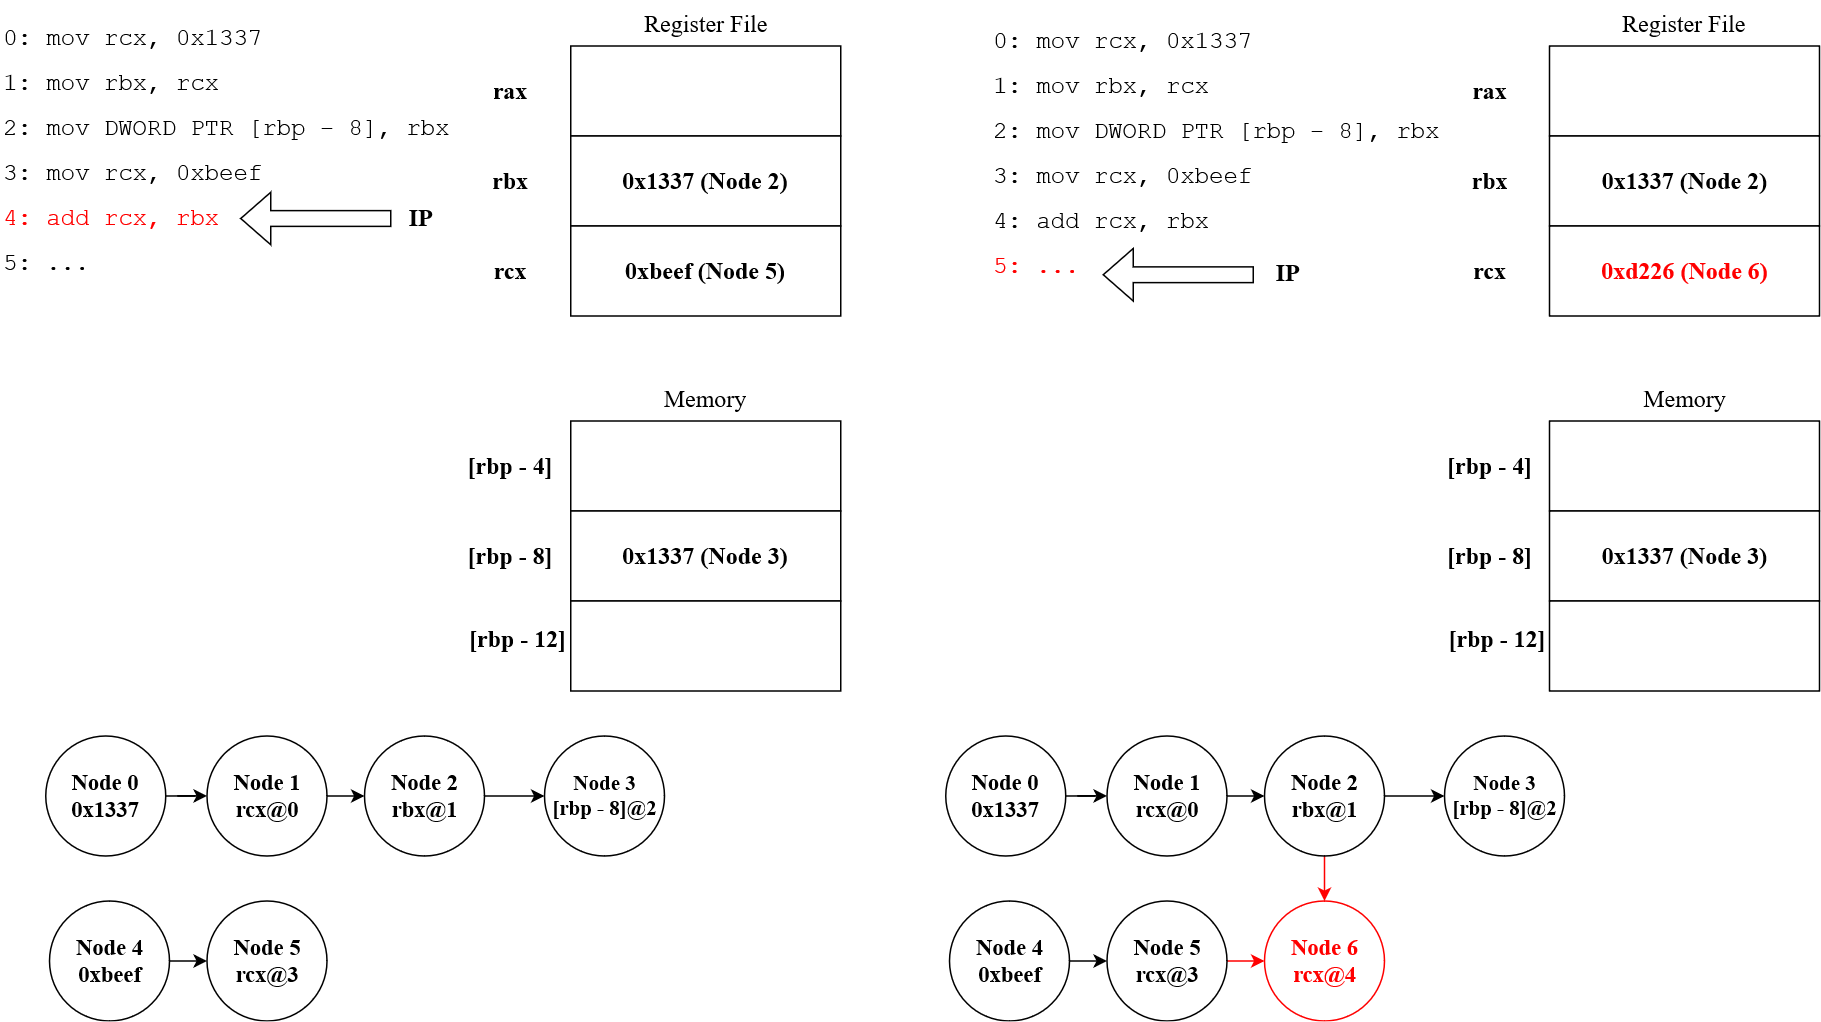 0: mov rcx, 0x1337
1: mov rbx, rcx
2: mov DWORD PTR [rbp – 8], rbx
3: mov rcx, 0xbeef
4: add rcx, rbx
5: ...
IP
Register File
rax
rbx
0x1337 (Node 2)
rcx
0xbeef (Node 5)
Memory
[rbp - 4]
[rbp - 8]
0x1337 (Node 3)
[rbp - 12]
Node 0
0x1337
Node 1
rcx@0
Node 2
rbx@1
Node 3
[rbp - 8]@2
Node 4
0xbeef
Node 5
rcx@3
0: mov rcx, 0x1337
1: mov rbx, rcx
2: mov DWORD PTR [rbp – 8], rbx
3: mov rcx, 0xbeef
4: add rcx, rbx
5: ...
IP
Register File
rax
rbx
0x1337 (Node 2)
rcx
0xd226 (Node 6)
Memory
[rbp - 4]
[rbp - 8]
0x1337 (Node 3)
[rbp - 12]
Node 0
0x1337
Node 1
rcx@0
Node 2
rbx@1
Node 3
[rbp - 8]@2
Node 4
0xbeef
Node 5
rcx@3
Node 6
rcx@4